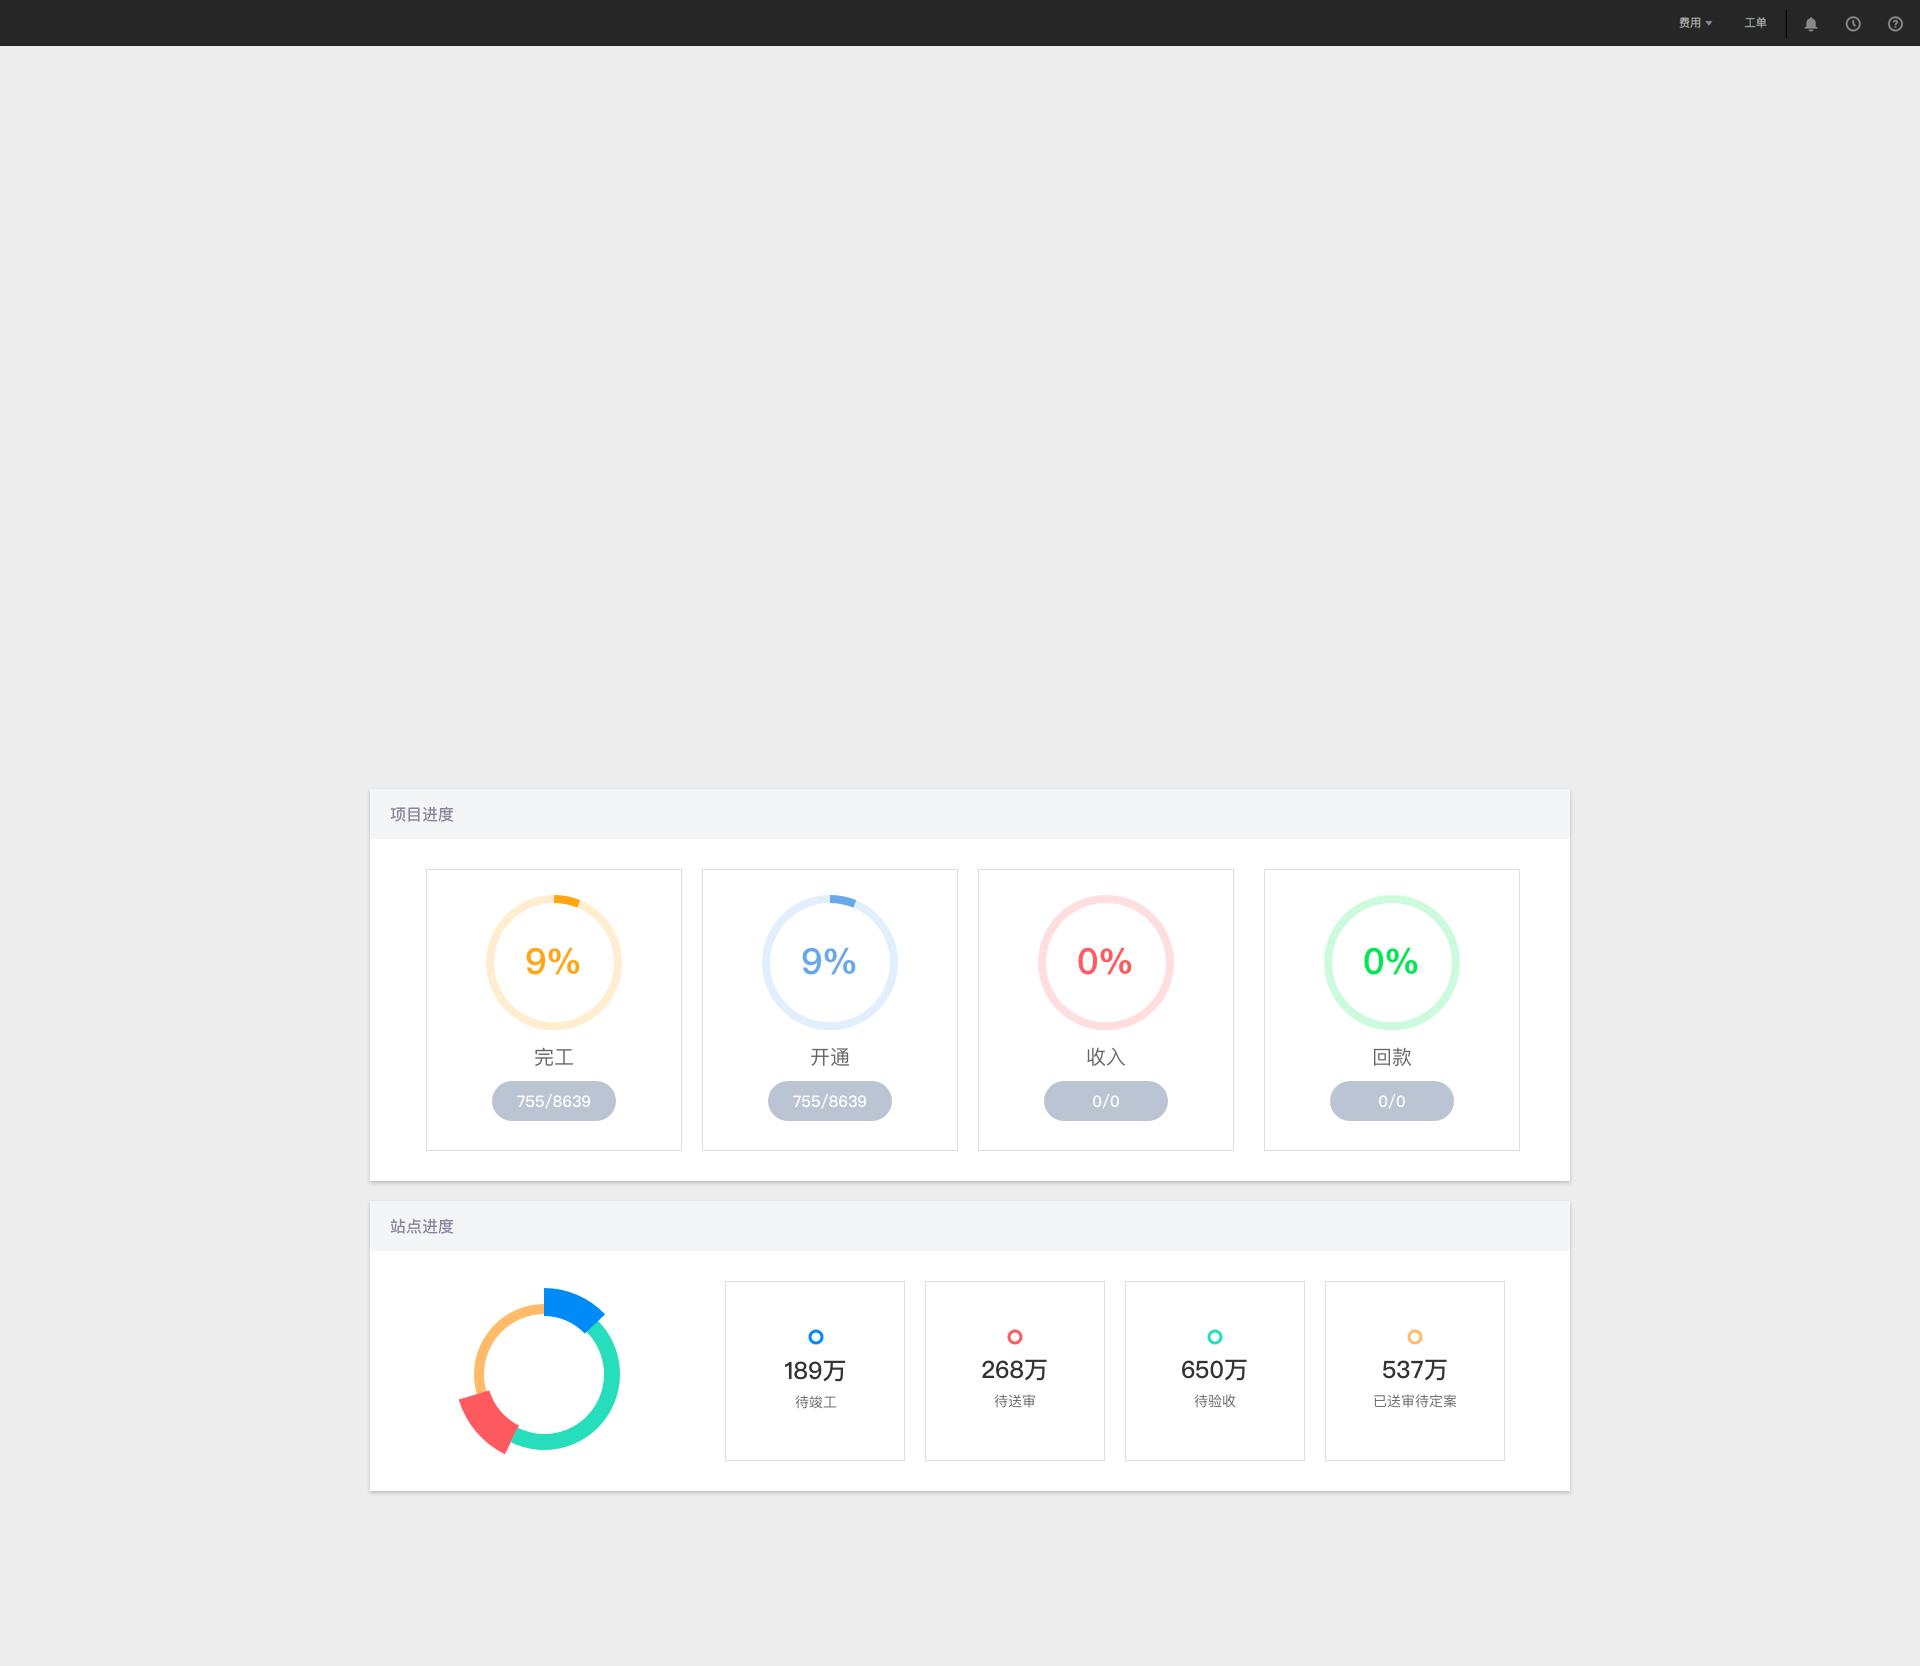 费用 工单
项目进度
9% 9% 0% 0%
完工 开通 收入 回款
755/8639 755/8639 0/0 0/0
站点进度
189万 268万 650万 537万
待竣工 待送审 待验收 已送审待定案